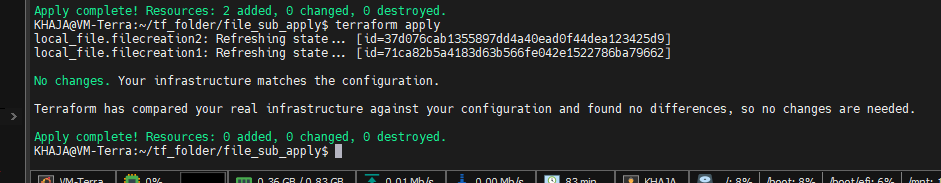 Apply complete! Resources: 2 added, 0 changed, 0 destroyed.
KHAJA@VM-Terra:~/tf_folder/file_sub_apply$ terraform apply
local_file.filecreation2: Refreshing state... [id=37d076cab1355897dd4a40ead0f44dea123425d9]
local_file.filecreation1: Refreshing state... [id=71ca82b5a4183d63b566fe042e1522786ba79662]
No changes. Your infrastructure matches the configuration.
Terraform has compared your real infrastructure against your configuration and found no differences, so no changes are needed.
Apply complete! Resources: 0 added, 0 changed, 0 destroyed.
KHAJA@VM-Terra:~/tf_folder/file_sub_apply$
VM-Terra 0% 0.36 GB / 0.83 GB 0.01 Mb/s 0.00 Mb/s 83 min KHAJA /: 8% /boot: 8% /boot/efi: 6% /mnt: